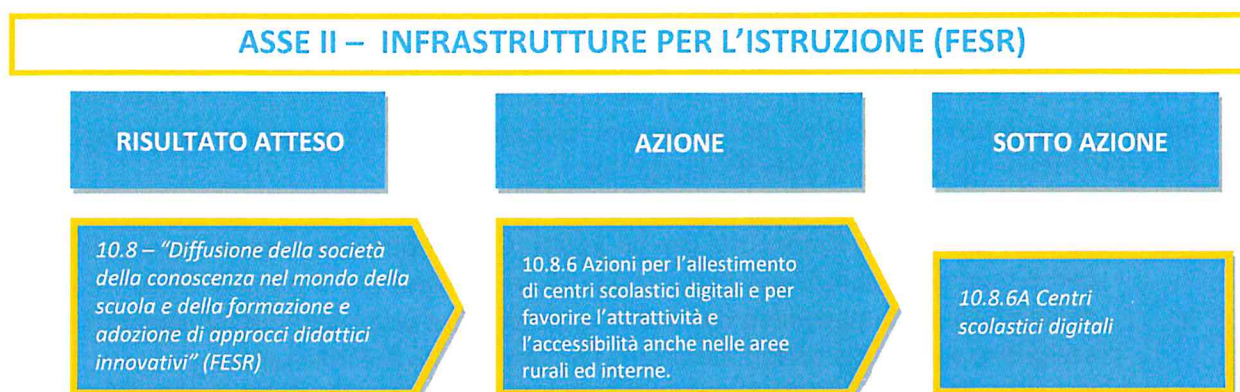 ASSE II – INFRASTRUTTURE PER L'ISTRUZIONE (FESR)
RISULTATO ATTESO
AZIONE
SOTTO AZIONE
10.8 – "Diffusione della società
della conoscenza nel mondo della
scuola e della formazione e
adozione di approcci didattici
innovativi" (FESR)
10.8.6 Azioni per l'allestimento
di centri scolastici digitali e per
favorire l'attrattività e
l'accessibilità anche nelle aree
rurali ed interne.
10.8.6A Centri
scolastici digitali